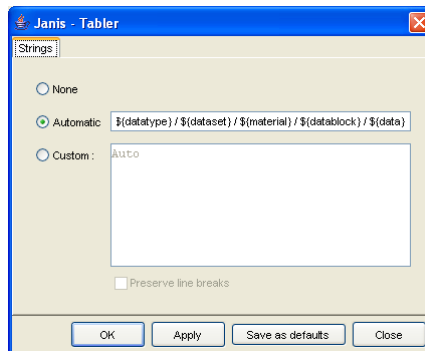 Janis - Tabler
Strings
None
Automatic ${datatype} / ${dataset} / ${material} / ${datablock} / ${data}
Custom :
Auto
Preserve line breaks
OK Apply Save as defaults Close